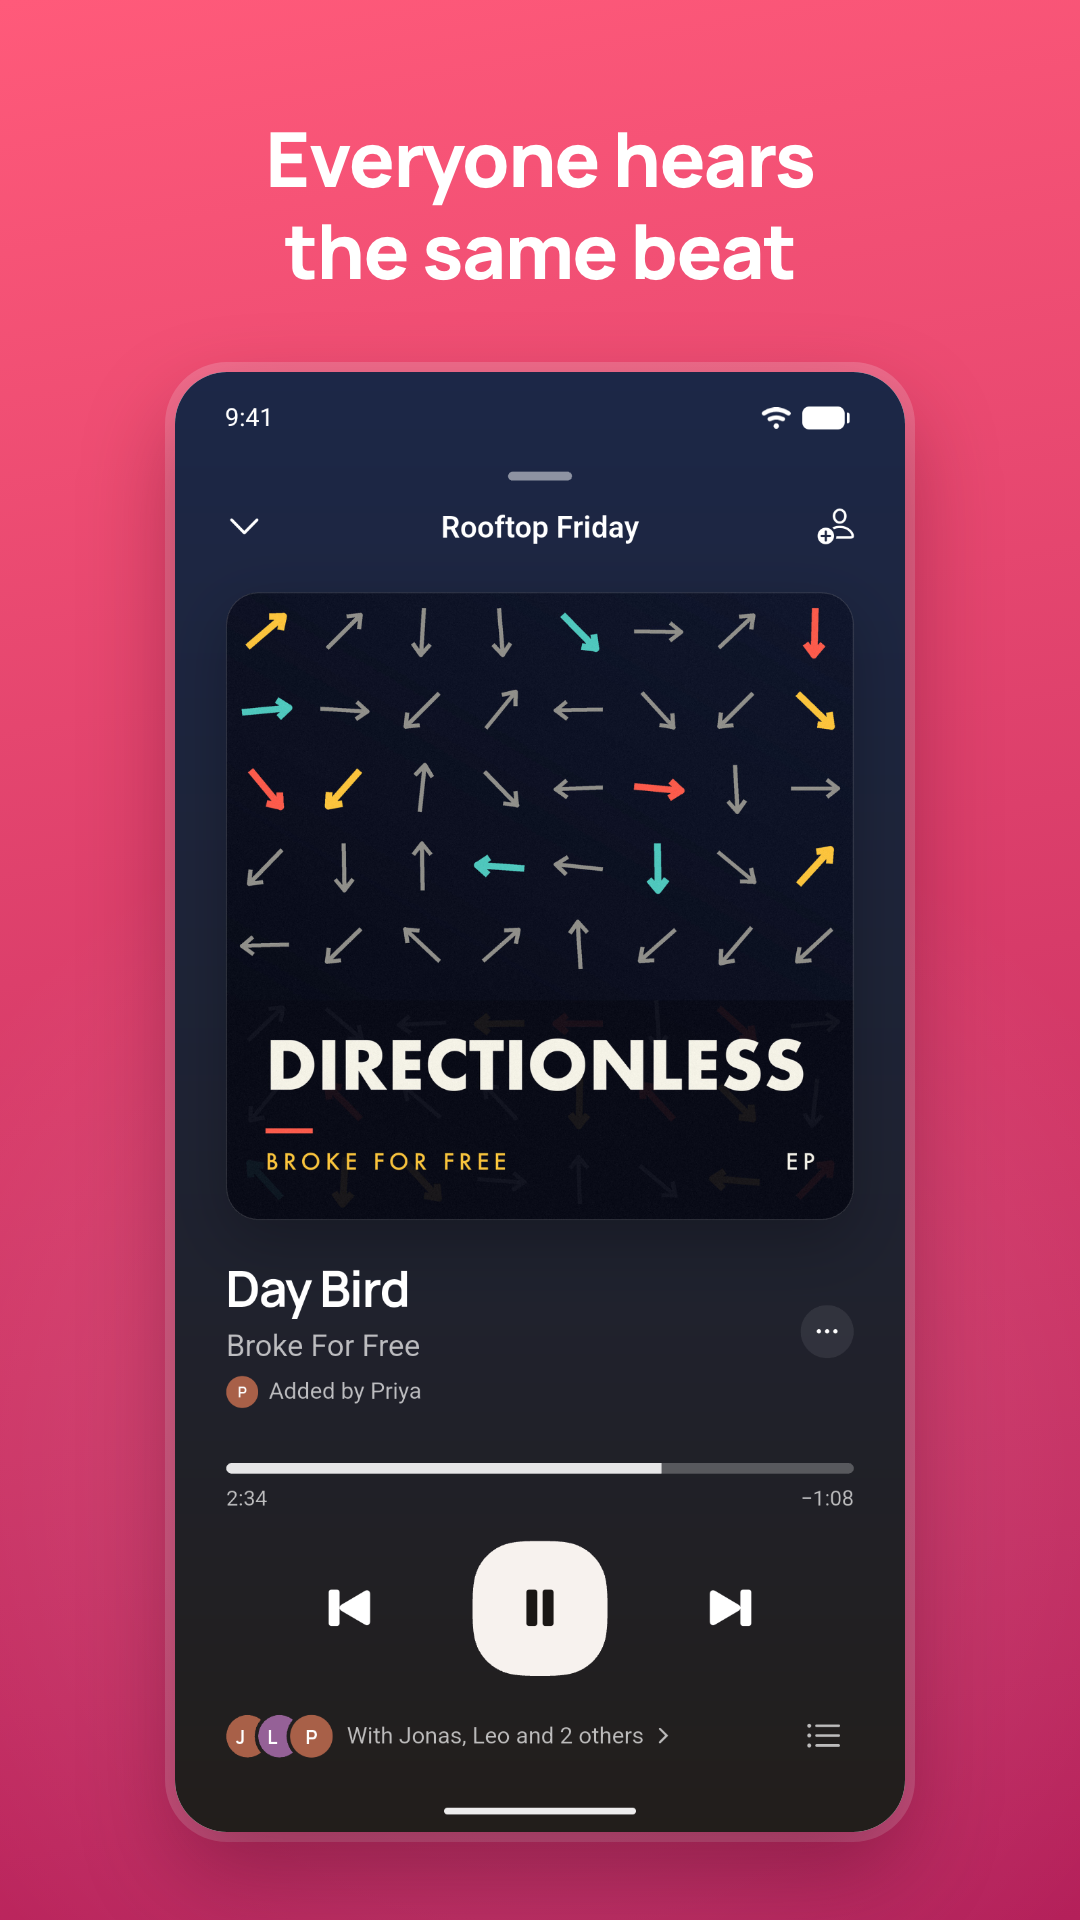 Everyone hears
the same beat
9:41
Rooftop Friday
DIRECTIONLESS
BROKE FOR FREE EP
Day Bird
Broke For Free
P Added by Priya
2:34 −1:08
J L P With Jonas, Leo and 2 others